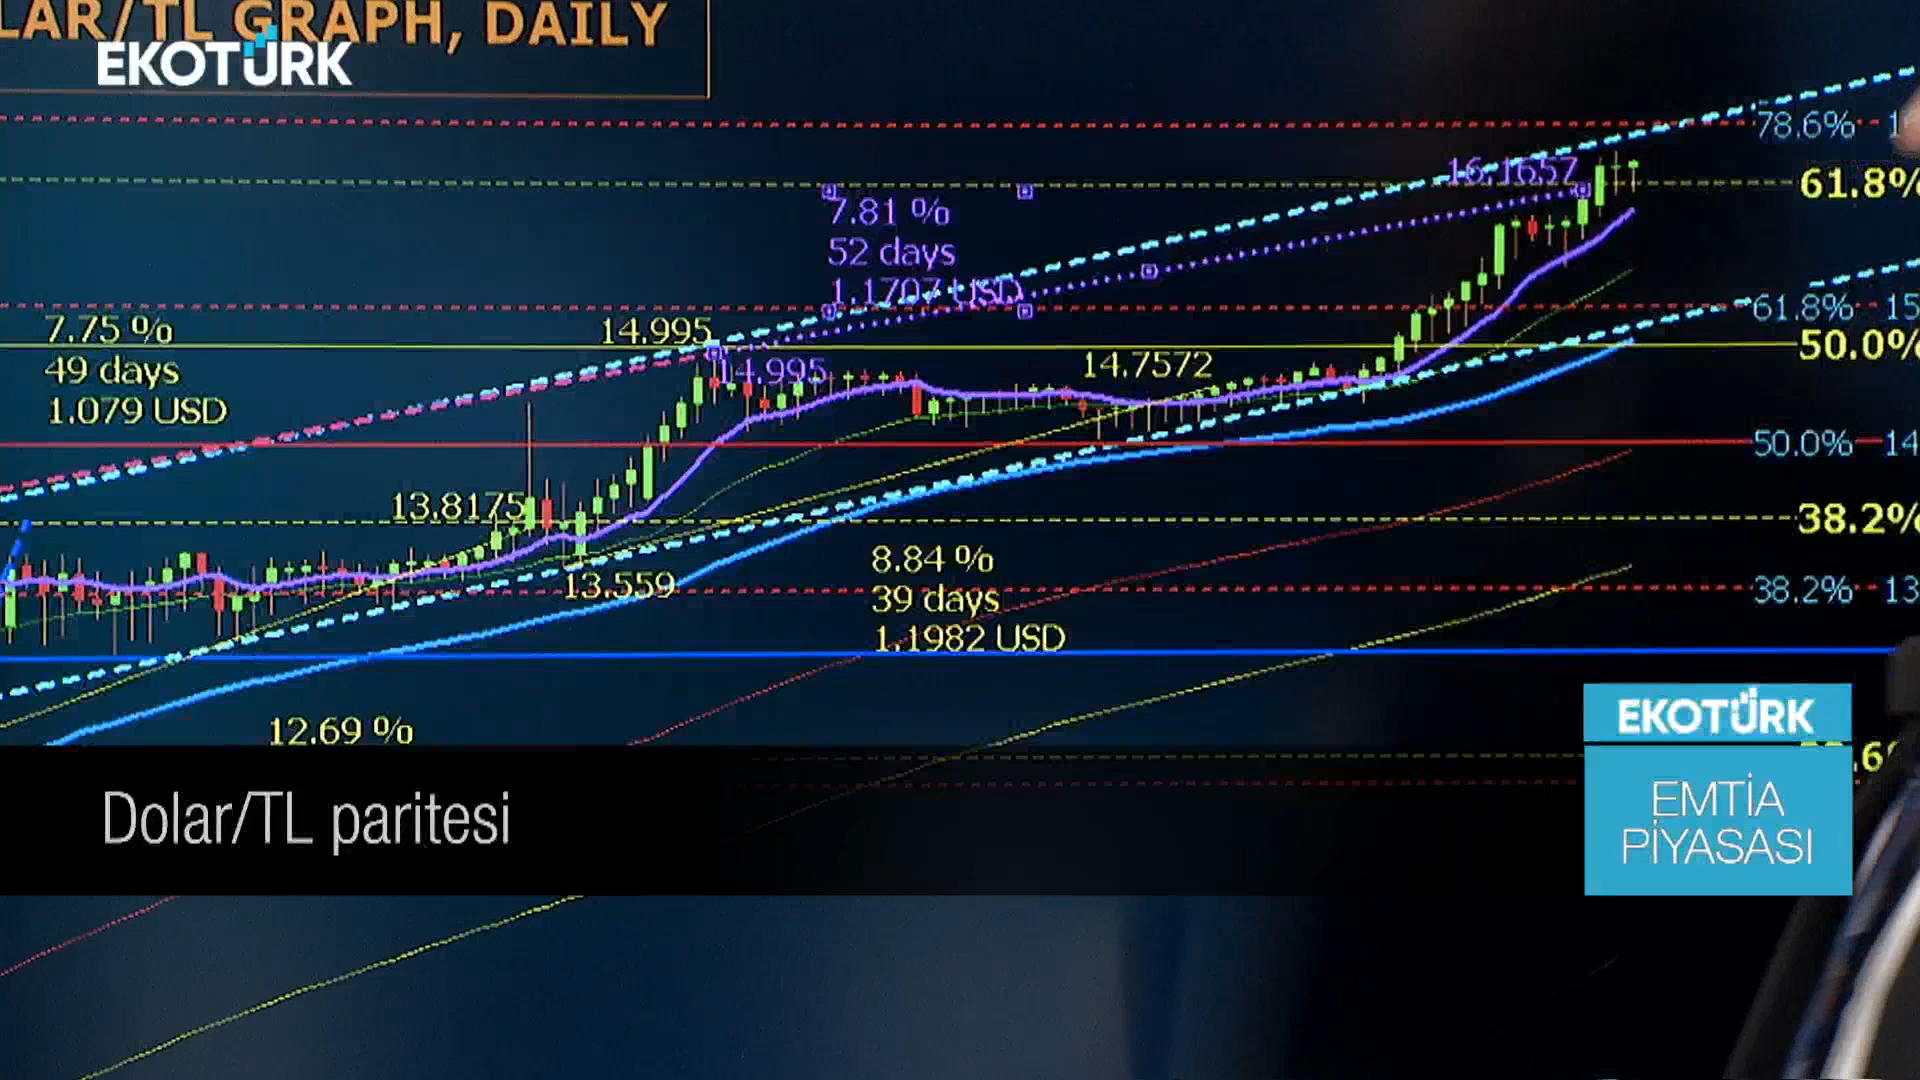 LAR/TL GRAPH, DAILY
EKOTÜRK
78.6%
16.1657
61.8%
7.81 %
52 days
1.1707 USD
61.8% 15
7.75 %
49 days
1.079 USD
14.995
14.995
14.7572
50.0%
50.0% 14
13.8175
38.2%
13.559
8.84 %
39 days
1.1982 USD
38.2% 13
12.69 %
EKOTÜRK
EMTİA
PİYASASI
Dolar/TL paritesi